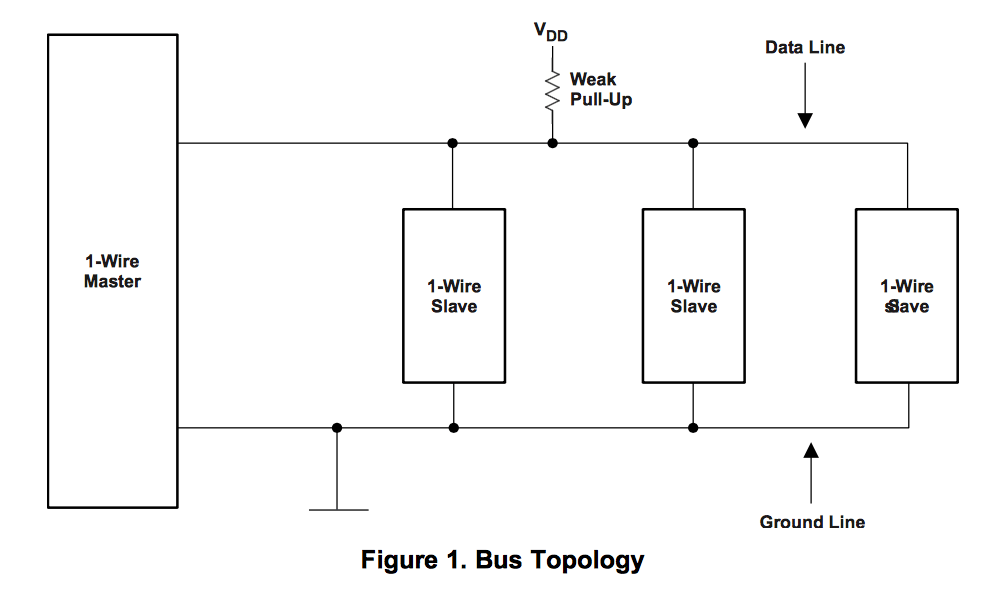 V_DD
Data Line
Weak
Pull-Up
1-Wire
Master
1-Wire
Slave
1-Wire
Slave
1-Wire
Ground Line
Figure 1. Bus Topology